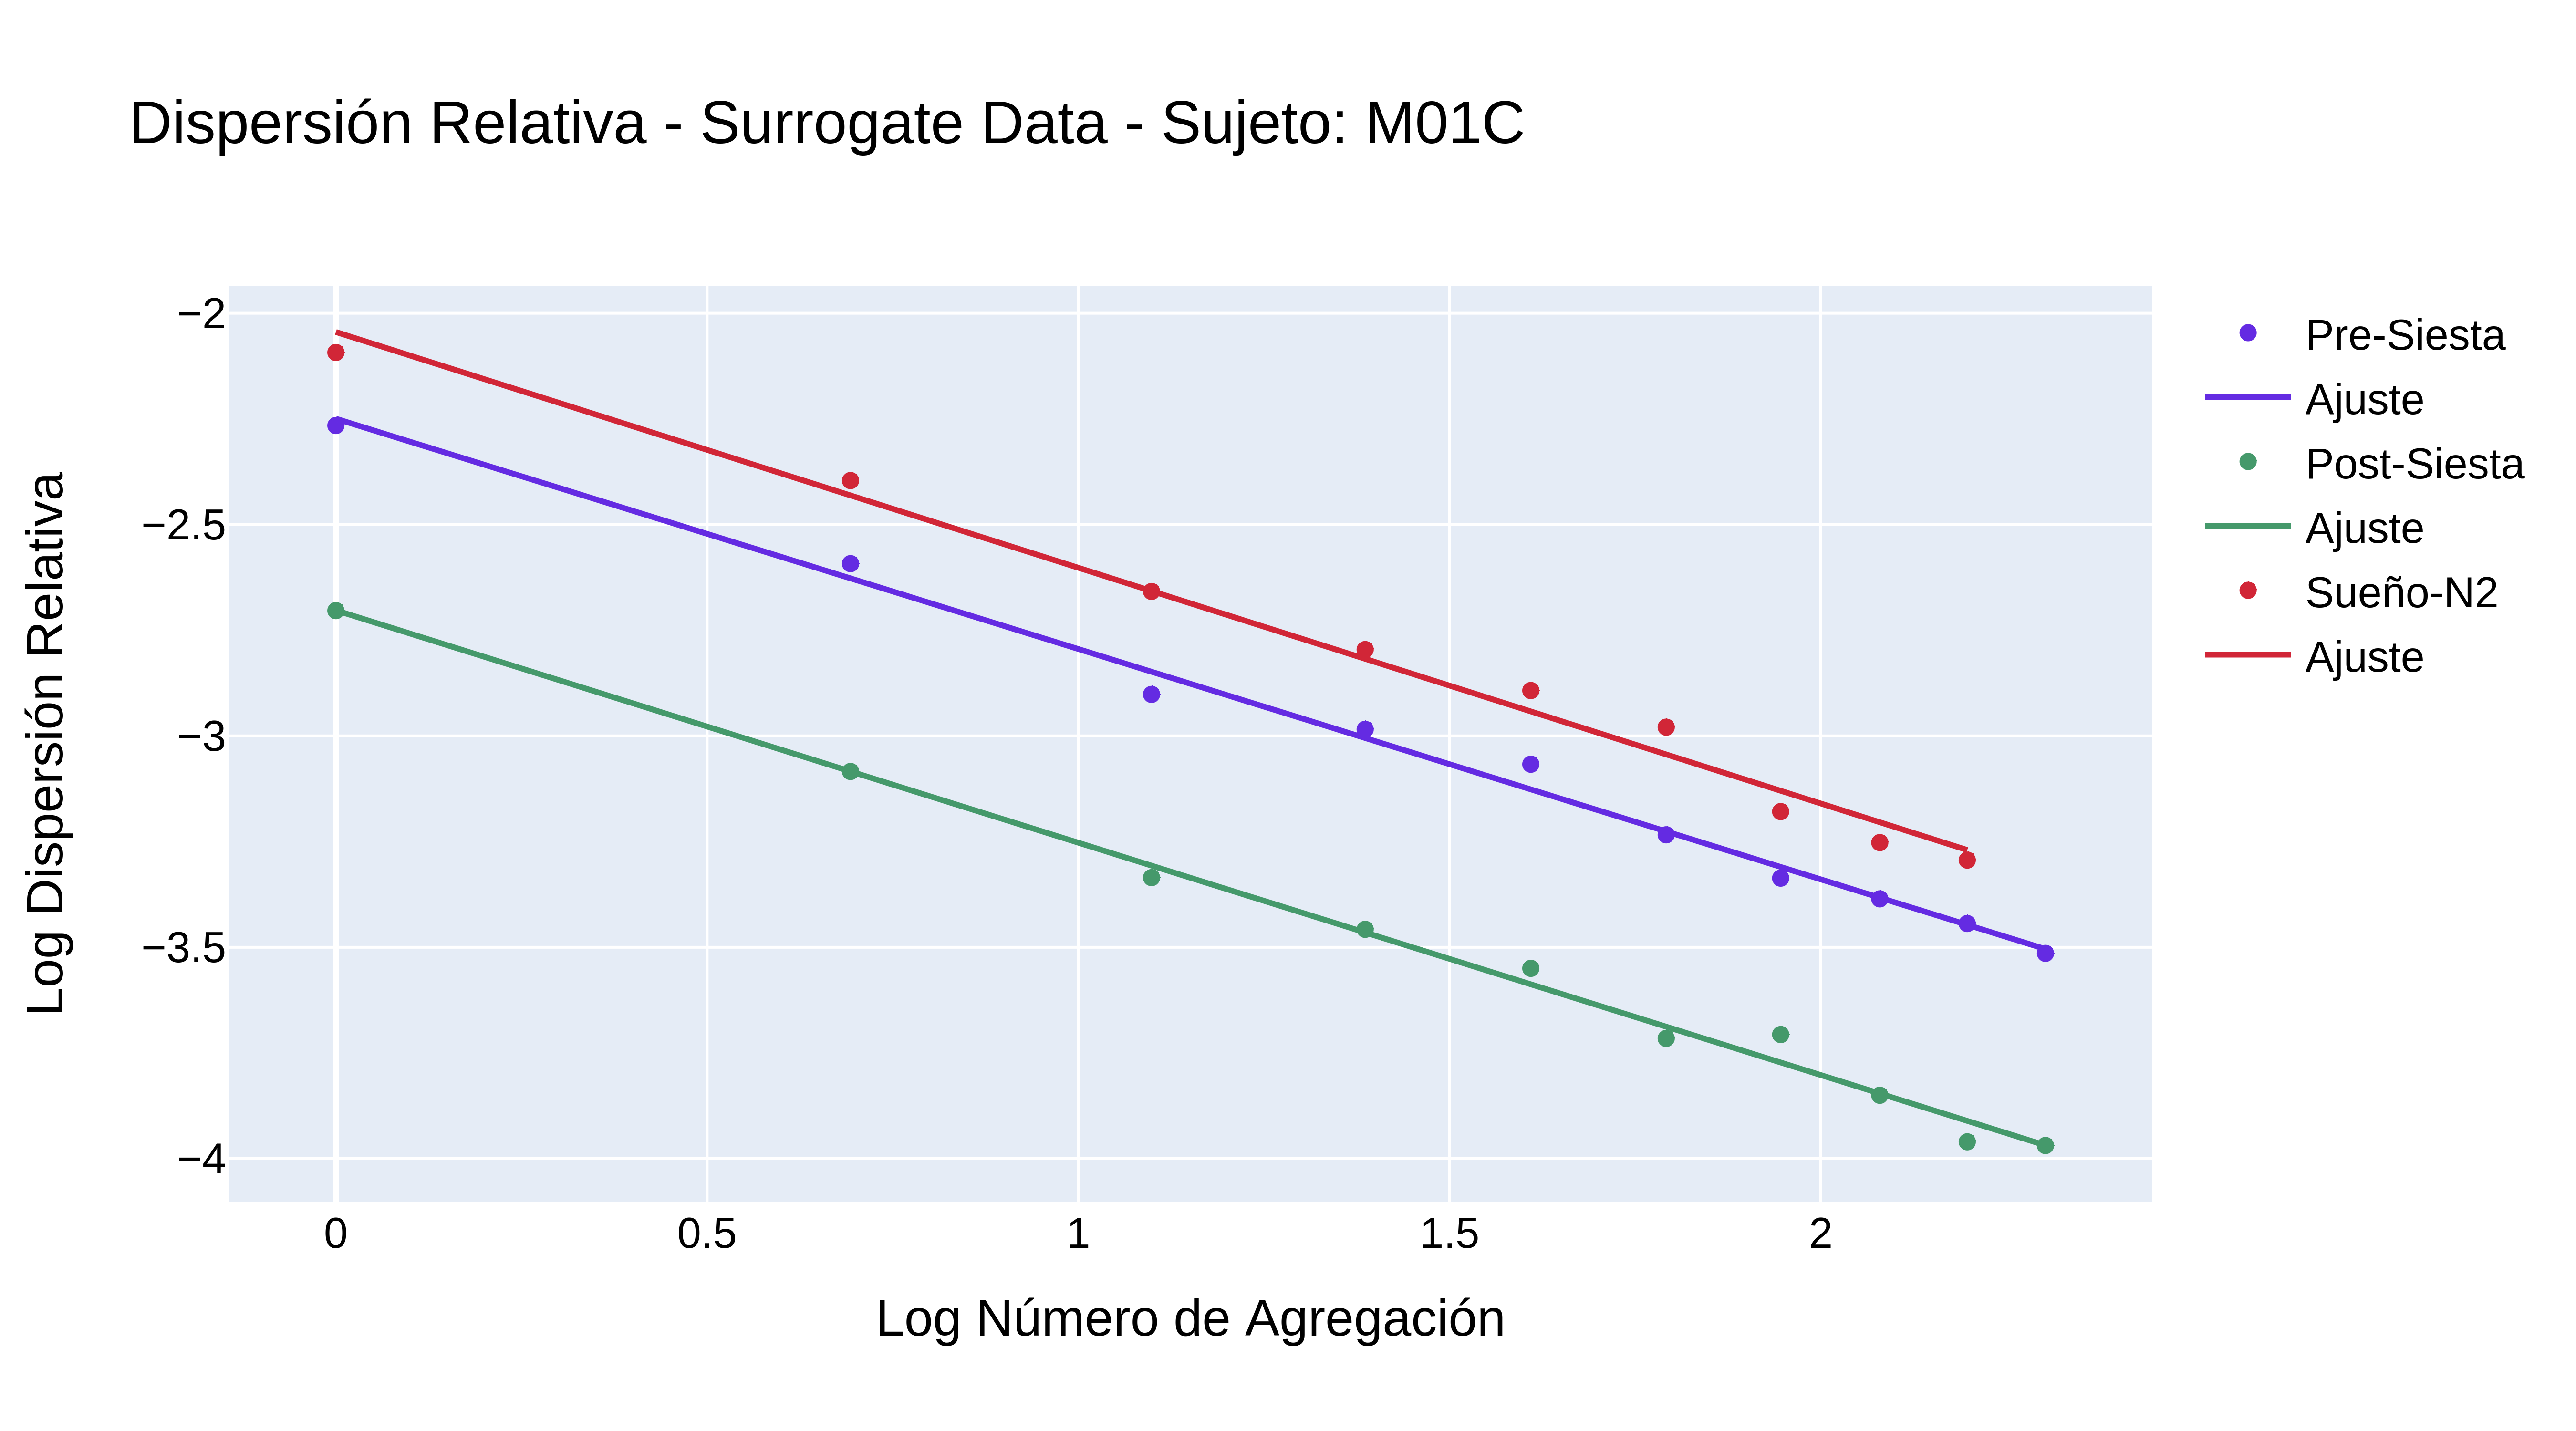 Dispersión Relativa - Surrogate Data - Sujeto: M01C
Log Dispersión Relativa
−2
−2.5
−3
−3.5
−4
0
0.5
1
1.5
2
Log Número de Agregación
Pre-Siesta
Ajuste
Post-Siesta
Ajuste
Sueño-N2
Ajuste